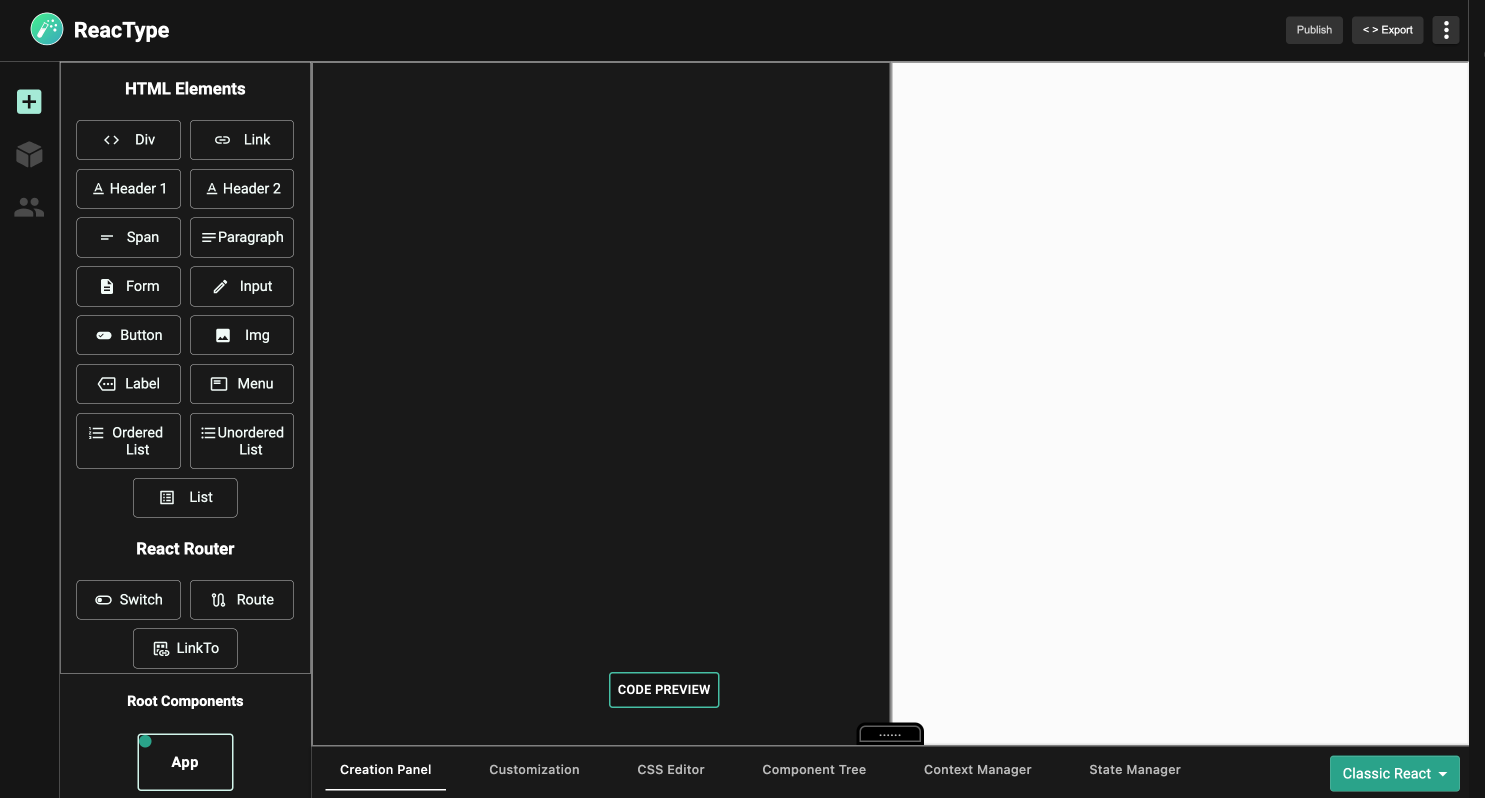 ReacType
Publish
< > Export
HTML Elements
Div
Link
Header 1
Header 2
Span
Paragraph
Form
Input
Button
Img
Label
Menu
Ordered
List
Unordered
List
List
React Router
Switch
Route
LinkTo
Root Components
App
CODE PREVIEW
Creation Panel
Customization
CSS Editor
Component Tree
Context Manager
State Manager
Classic React